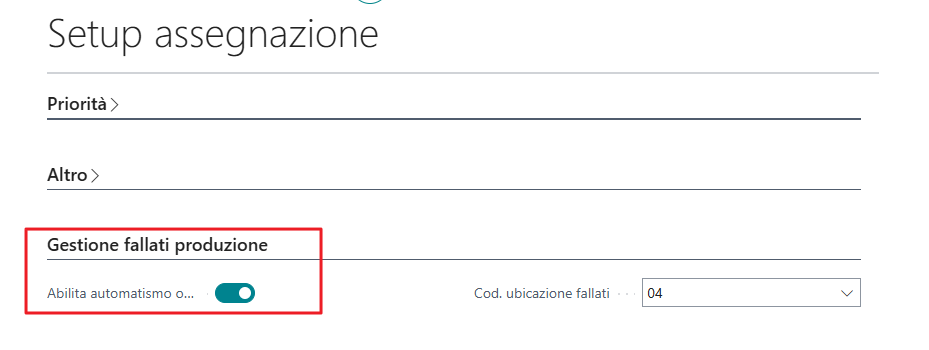 Setup assegnazione
Priorità
Altro
Gestione fallati produzione
Abilita automatismo o...
Cod. ubicazione fallati
04